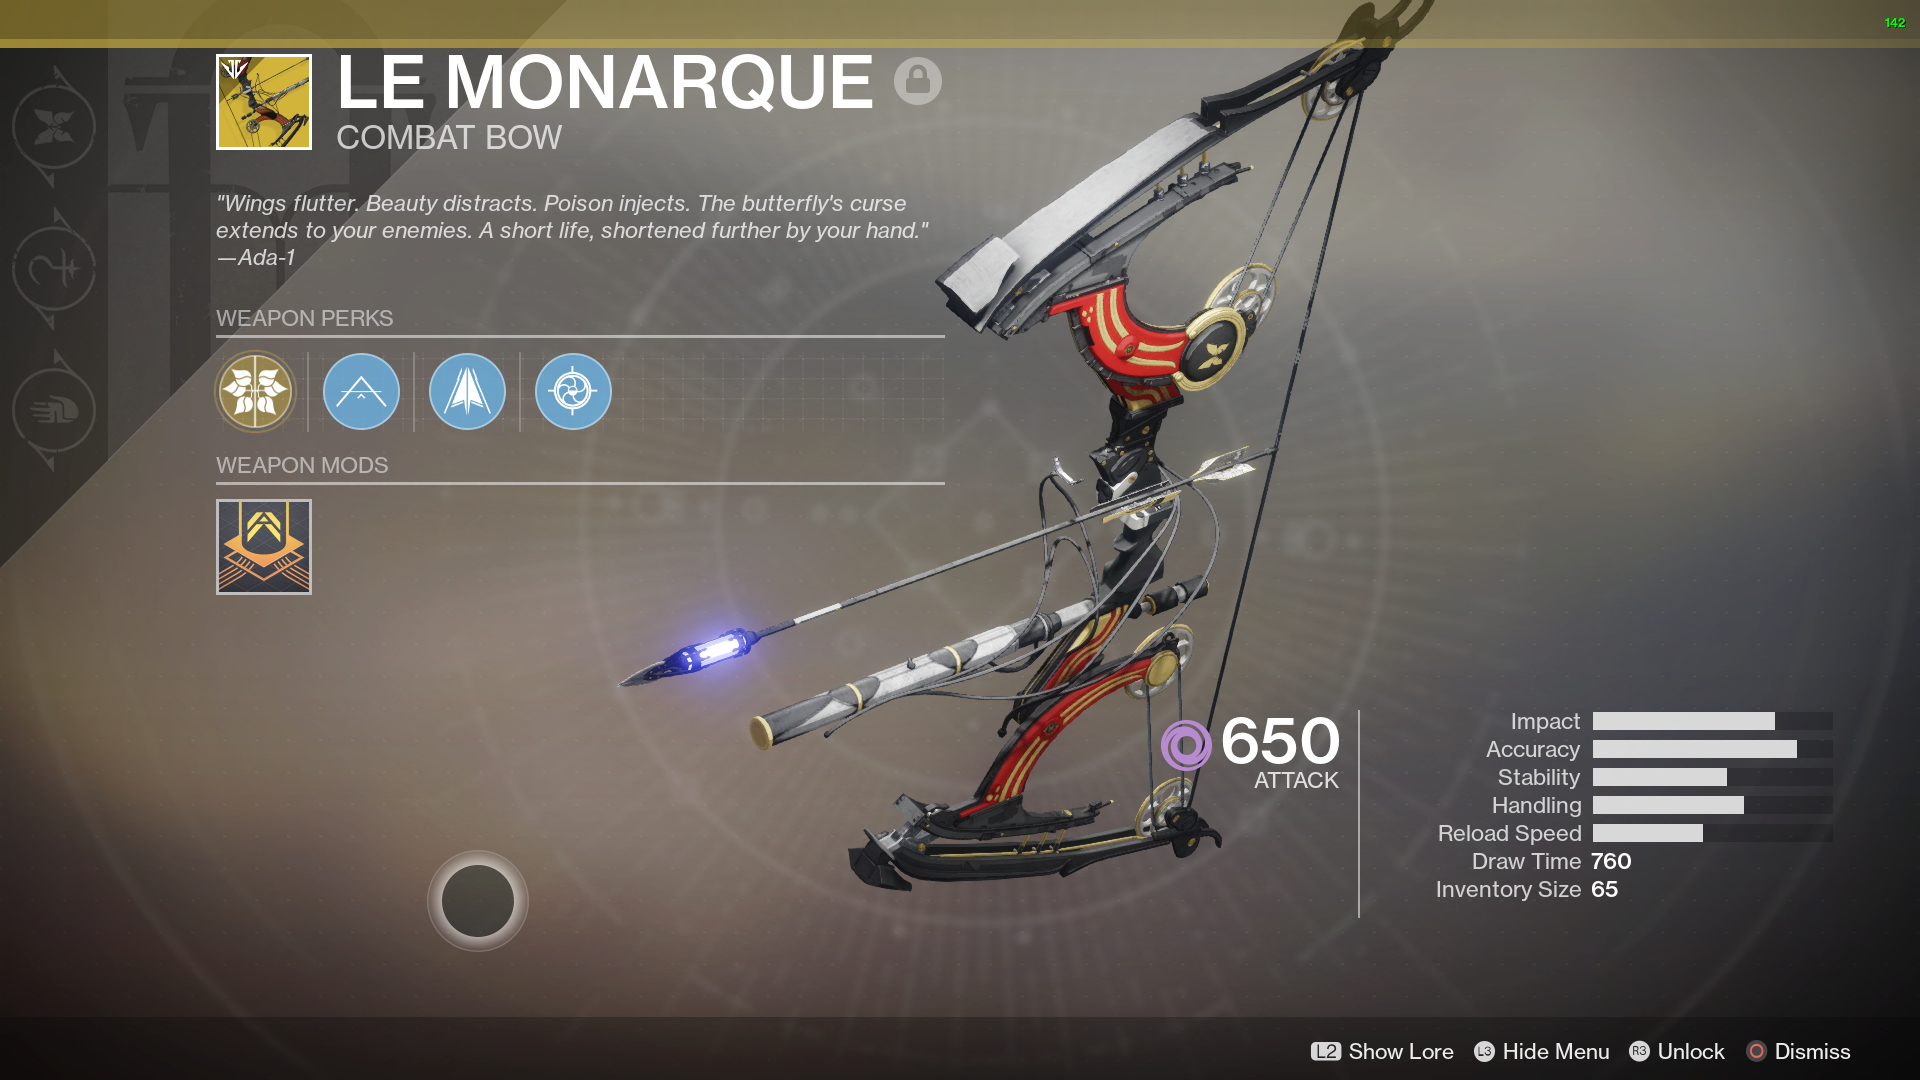 142
LE MONARQUE
COMBAT BOW
"Wings flutter. Beauty distracts. Poison injects. The butterfly's curse
extends to your enemies. A short life, shortened further by your hand."
—Ada-1
WEAPON PERKS
WEAPON MODS
650
ATTACK
Impact
Accuracy
Stability
Handling
Reload Speed
Draw Time 760
Inventory Size 65
L2 Show Lore L3 Hide Menu R3 Unlock Dismiss